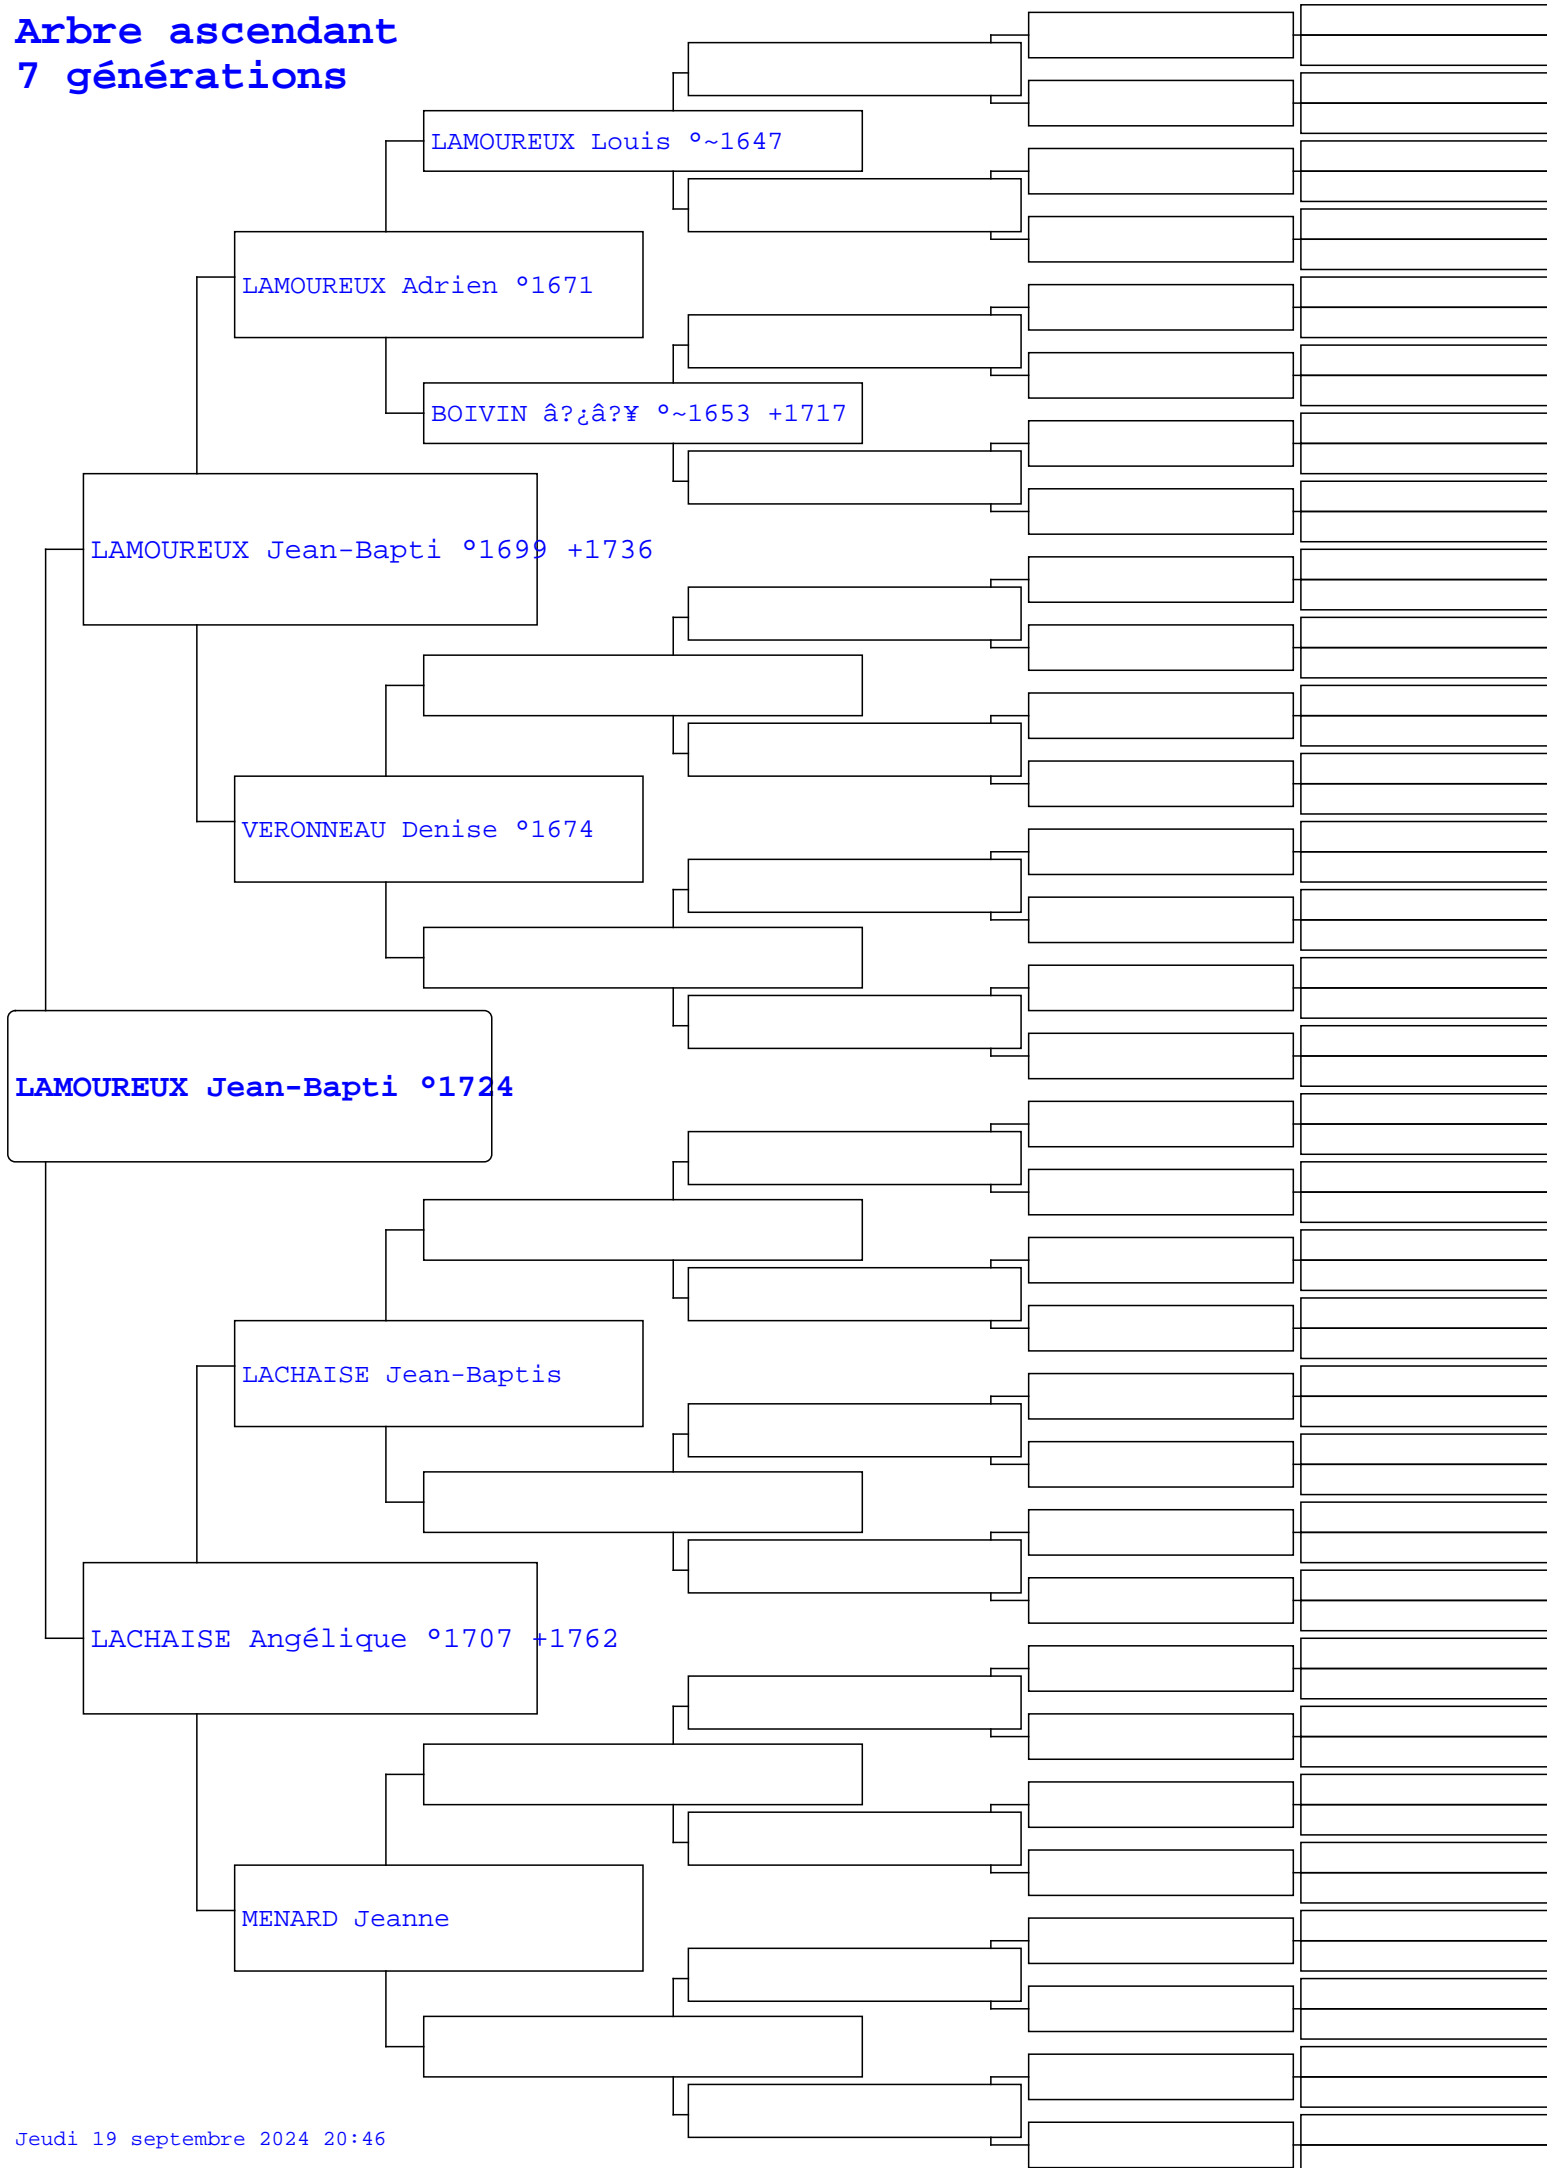 Arbre ascendant
7 générations
LAMOUREUX Louis °~1647
LAMOUREUX Adrien °1671
BOIVIN â?¿â?¥ °~1653 +1717
LAMOUREUX Jean-Bapti °1699 +1736
VERONNEAU Denise °1674
LAMOUREUX Jean-Bapti °1724
LACHAISE Jean-Baptis
LACHAISE Angélique °1707 +1762
MENARD Jeanne
Jeudi 19 septembre 2024 20:46